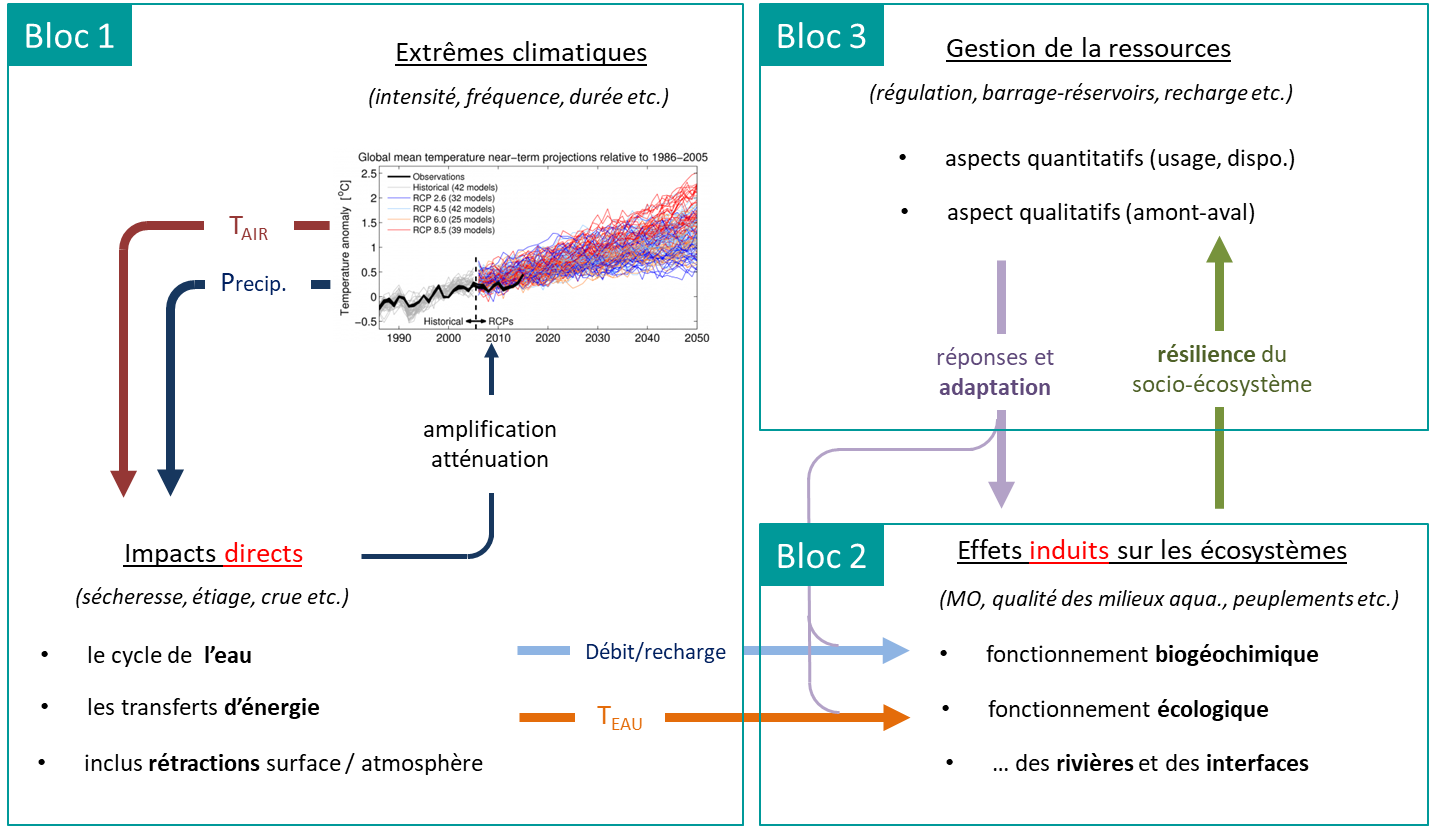 Bloc 1
Extrêmes climatiques
(intensité, fréquence, durée etc.)
Global mean temperature near-term projections relative to 1986-2005
Temperature anomaly [°C]
2.5
2
1.5
1
0.5
0
-0.5
Observations
Historical (42 models)
RCP 2.6 (32 models)
RCP 4.5 (42 models)
RCP 6.0 (25 models)
RCP 8.5 (39 models)
Historical
RCPs
1990 2000 2010 2020 2030 2040 2050
TAIR
Precip.
amplification
atténuation
Impacts directs
(sécheresse, étiage, crue etc.)
• le cycle de l’eau
• les transferts d’énergie
• inclus rétractions surface / atmosphère
Débit/recharge
TEAU
Bloc 3
Gestion de la ressources
(régulation, barrage-réservoirs, recharge etc.)
• aspects quantitatifs (usage, dispo.)
• aspect qualitatifs (amont-aval)
réponses et
adaptation
résilience du
socio-écosystème
Bloc 2
Effets induits sur les écosystèmes
(MO, qualité des milieux aqua., peuplements etc.)
• fonctionnement biogéochimique
• fonctionnement écologique
• ... des rivières et des interfaces